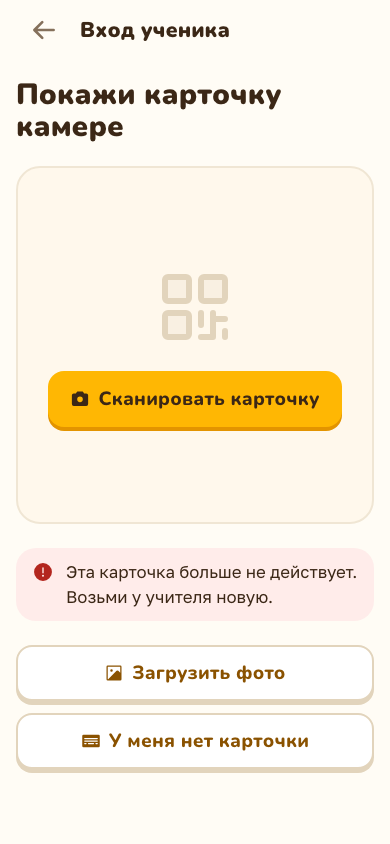 Вход ученика
Покажи карточку
камере
Сканировать карточку
Эта карточка больше не действует.
Возьми у учителя новую.
Загрузить фото
У меня нет карточки